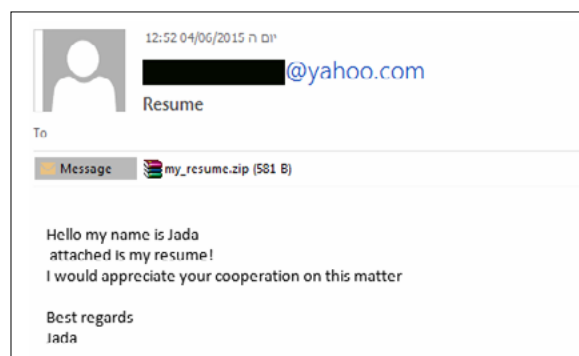 יום ה 04/06/2015 12:52
@yahoo.com
Resume
To
Message my_resume.zip (581 B)
Hello my name is Jada
attached is my resume!
I would appreciate your cooperation on this matter
Best regards
Jada